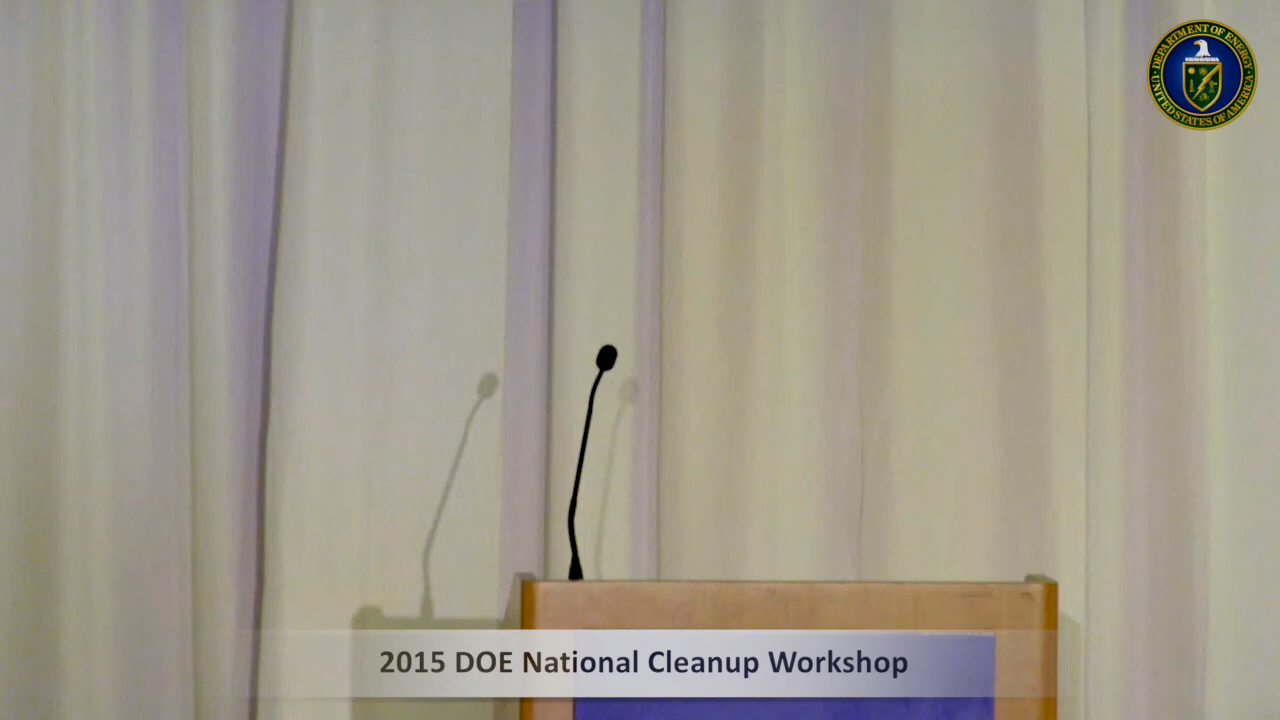 DEPARTMENT OF ENERGY
UNITED STATES OF AMERICA
2015 DOE National Cleanup Workshop